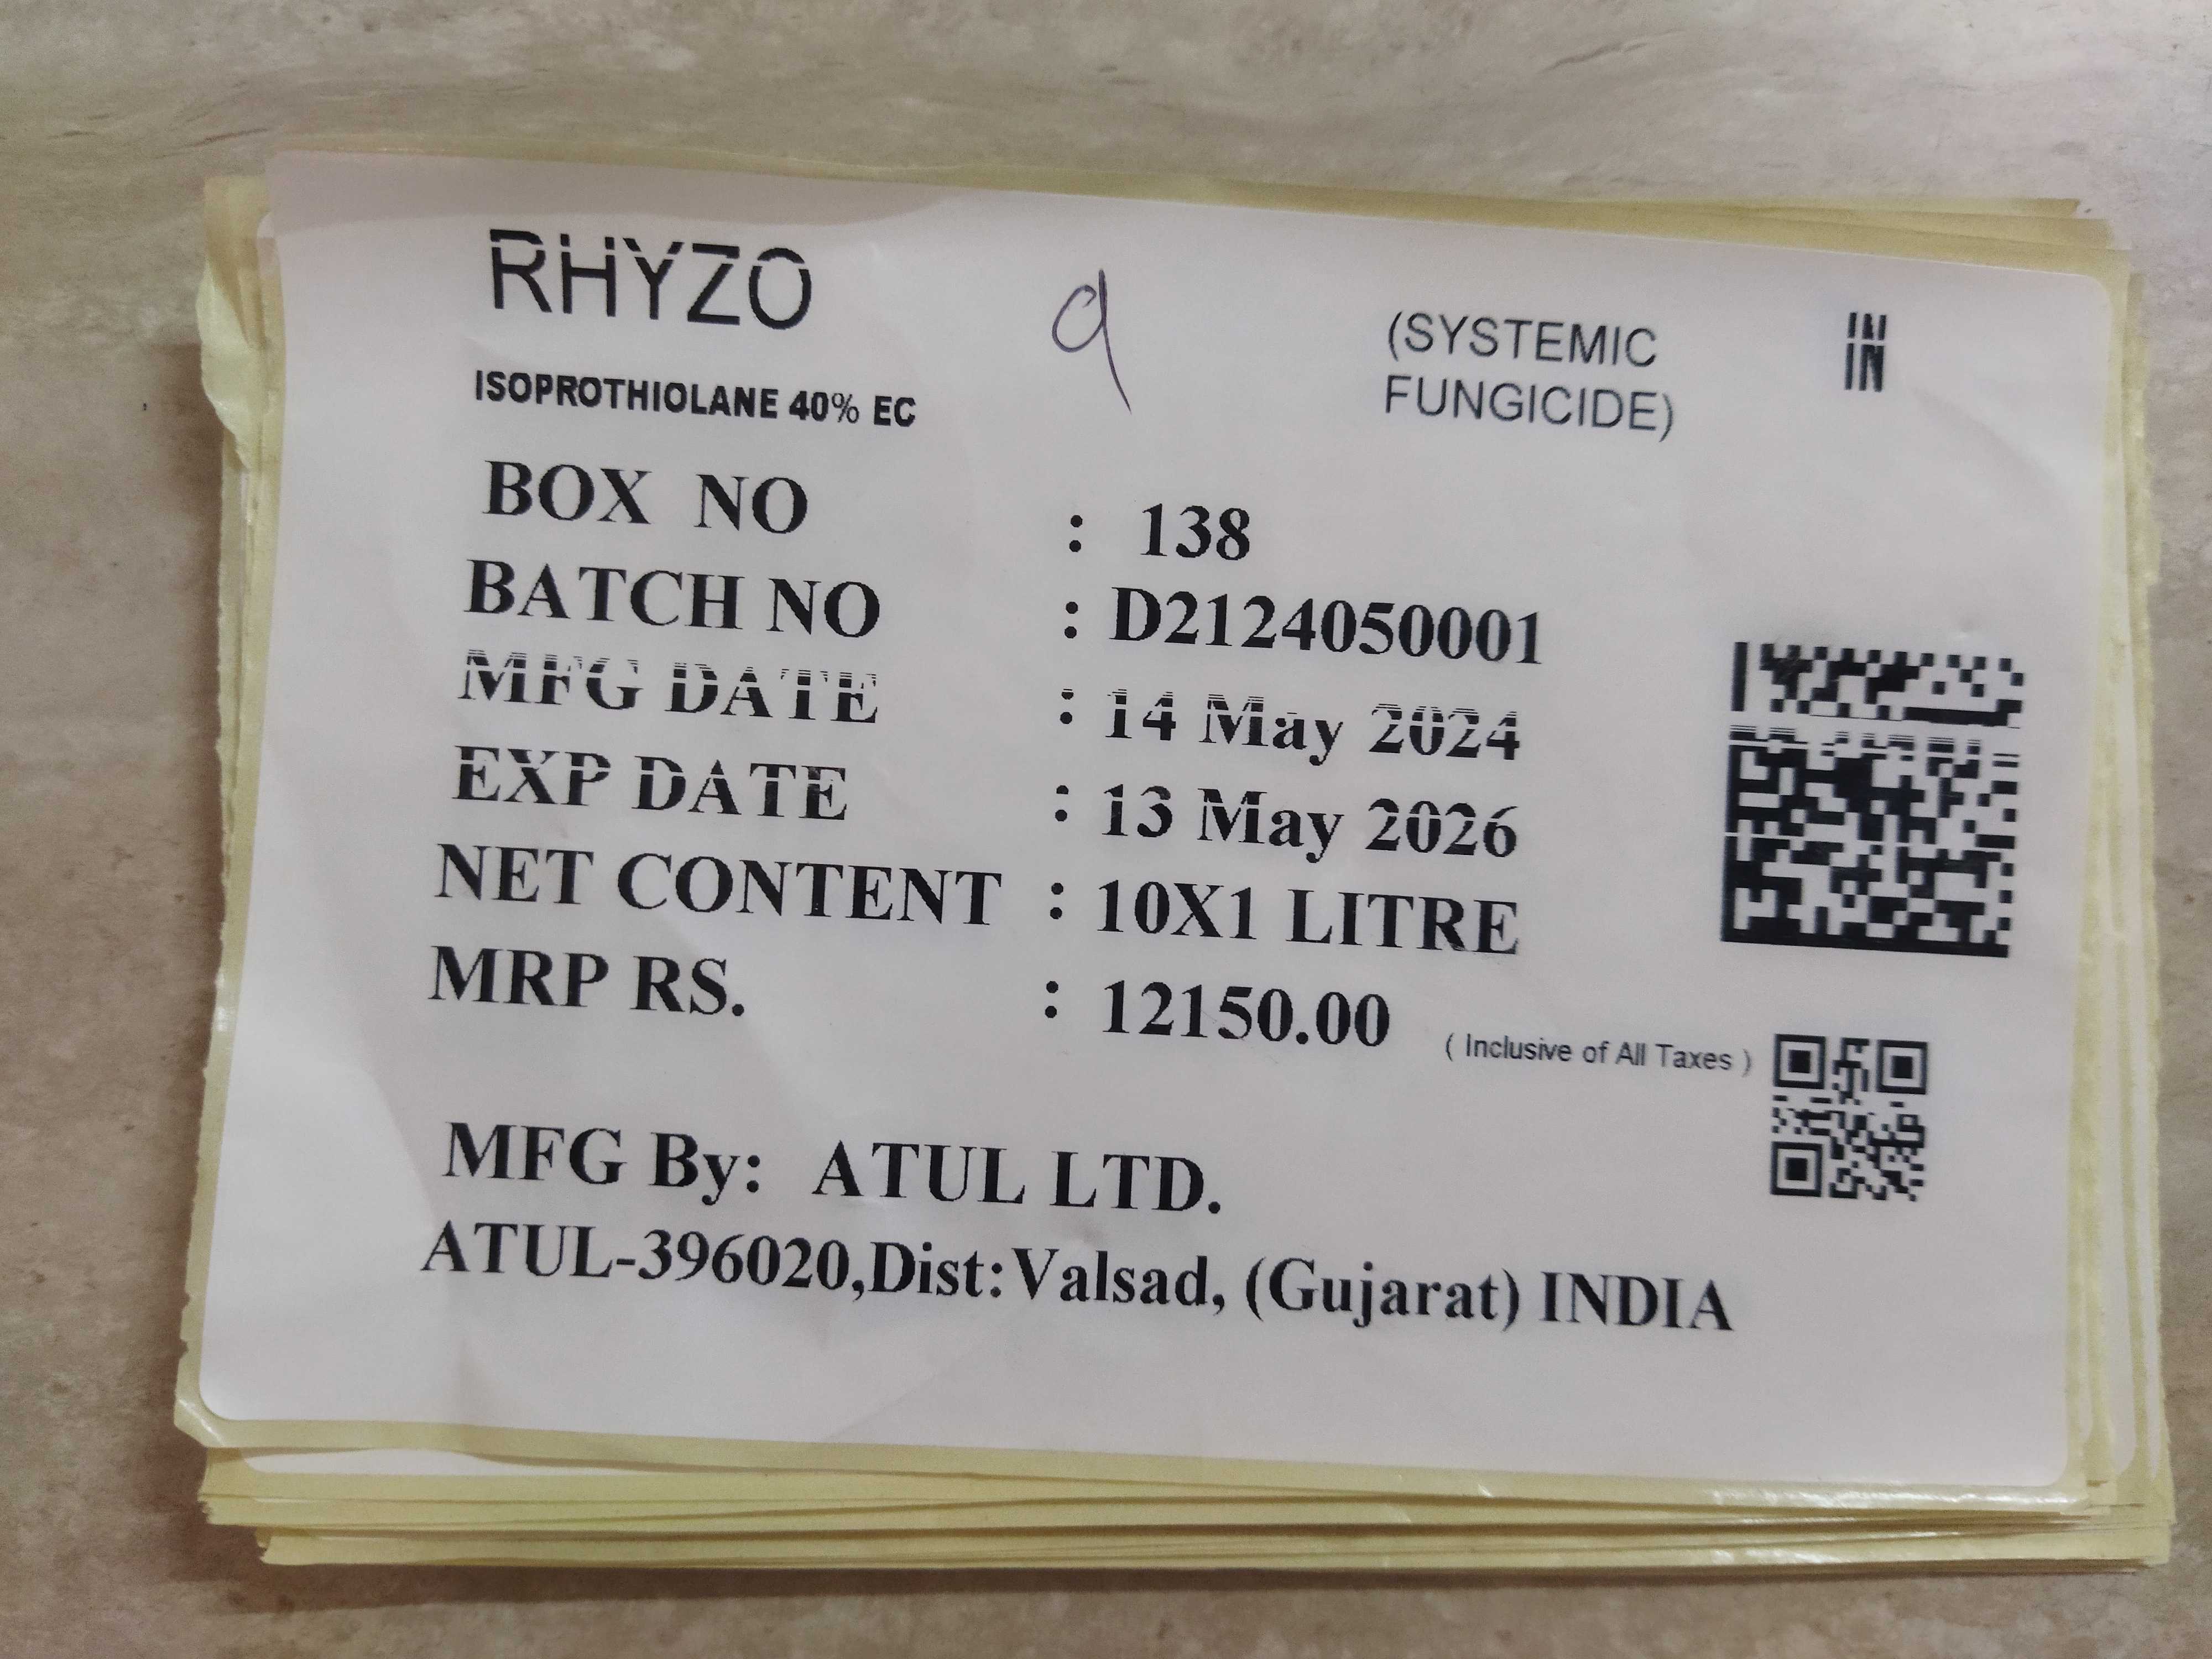 RHYZO
9
(SYSTEMIC
FUNGICIDE)
IN
ISOPROTHIOLANE 40% EC
BOX NO : 138
BATCH NO : D2124050001
MFG DATE : 14 May 2024
EXP DATE : 13 May 2026
NET CONTENT : 10X1 LITRE
MRP RS. : 12150.00 ( Inclusive of All Taxes )
MFG By: ATUL LTD.
ATUL-396020,Dist:Valsad, (Gujarat) INDIA